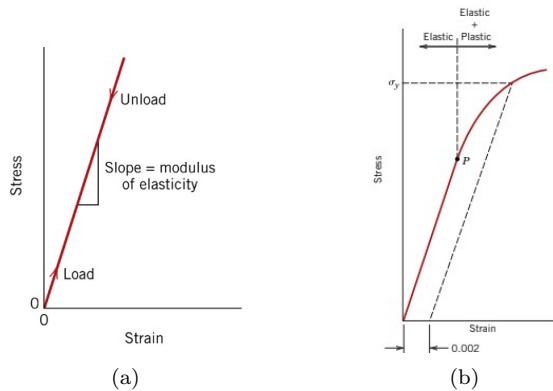 Stress
Unload
Slope = modulus
of elasticity
Load
0
0
Strain
(a)
Elastic
+
Elastic Plastic
σy
P
Stress
Strain
0.002
(b)